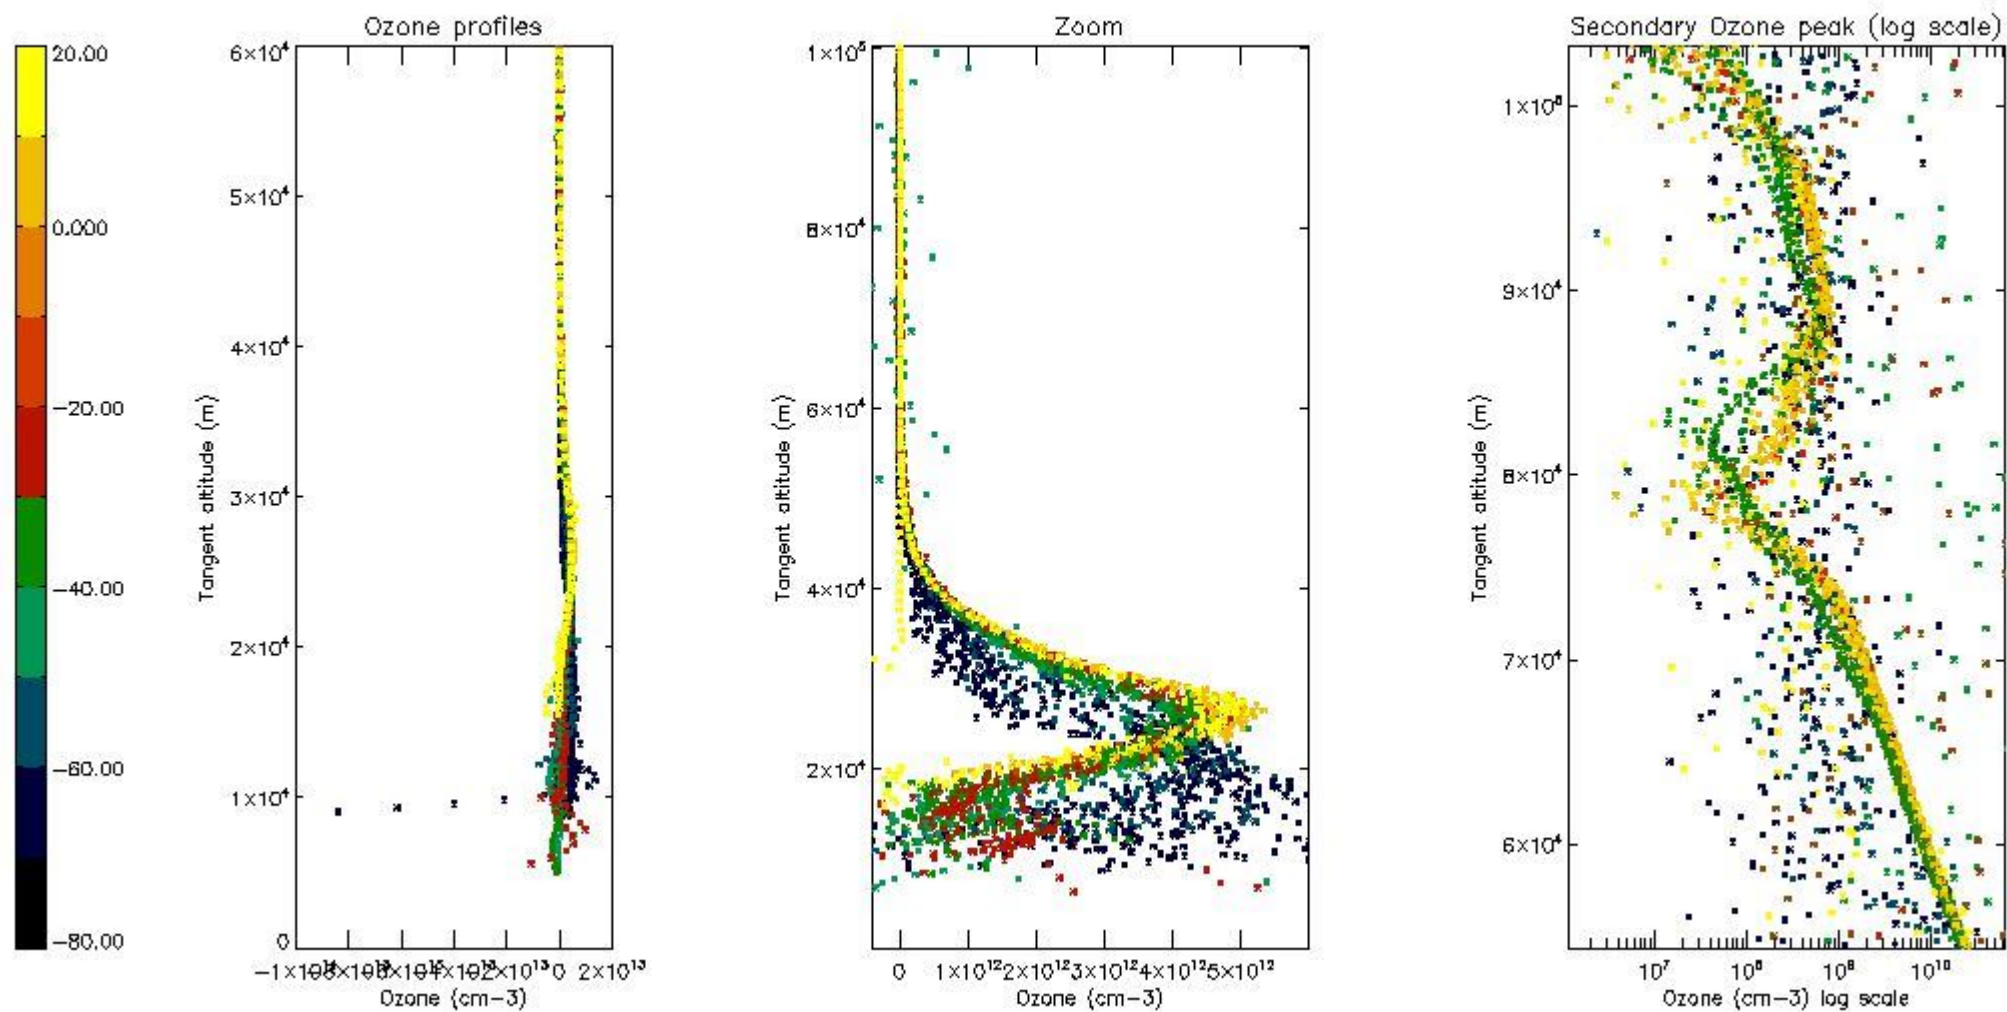 Ozone profiles
Zoom
Secondary Ozone peak (log scale)
20.00
0.000
−20.00
−40.00
−60.00
−80.00
6×10⁴
5×10⁴
4×10⁴
3×10⁴
2×10⁴
1×10⁴
0
Tangent altitude (m)
0 2×10¹³
Ozone (cm−3)
1×10⁵
8×10⁴
6×10⁴
4×10⁴
2×10⁴
Tangent altitude (m)
0 1×10¹² 2×10¹² 3×10¹² 4×10¹² 5×10¹²
Ozone (cm−3)
9×10⁴
8×10⁴
7×10⁴
6×10⁴
Tangent altitude (m)
10⁷ 10⁸ 10⁹ 10¹⁰
Ozone (cm−3) log scale